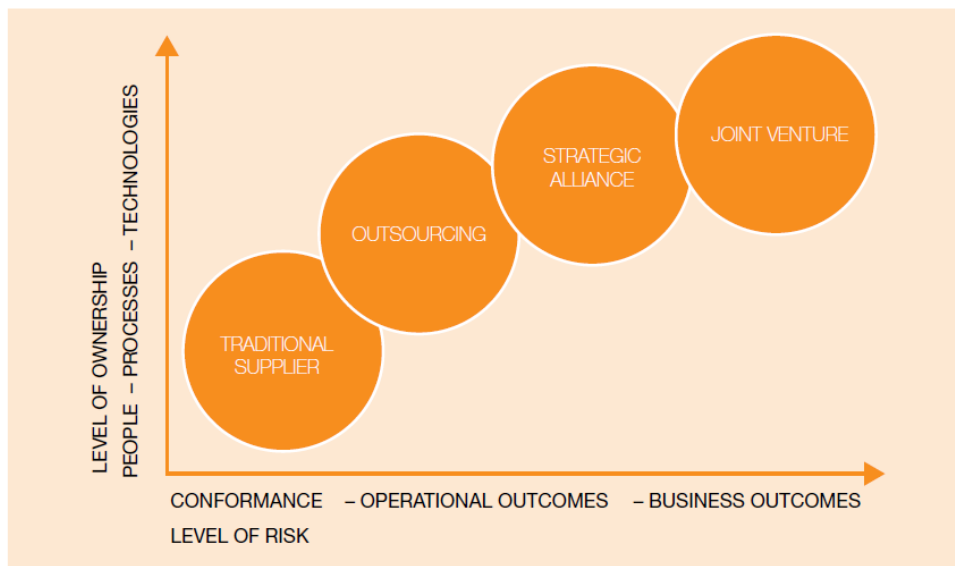 LEVEL OF OWNERSHIP
PEOPLE – PROCESSES – TECHNOLOGIES
TRADITIONAL
SUPPLIER
OUTSOURCING
STRATEGIC
ALLIANCE
JOINT VENTURE
CONFORMANCE – OPERATIONAL OUTCOMES – BUSINESS OUTCOMES
LEVEL OF RISK